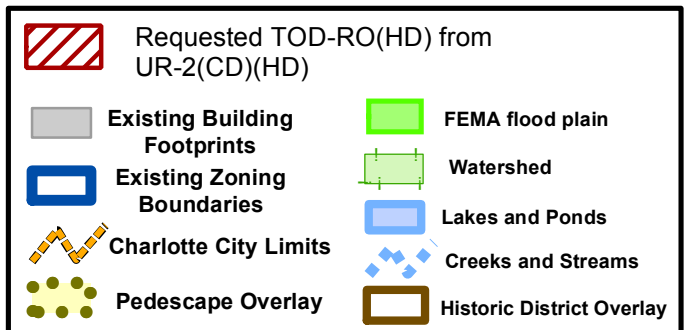 Requested TOD-RO(HD) from
UR-2(CD)(HD)
Existing Building
Footprints
Existing Zoning
Boundaries
Charlotte City Limits
Pedescape Overlay
FEMA flood plain
Watershed
Lakes and Ponds
Creeks and Streams
Historic District Overlay